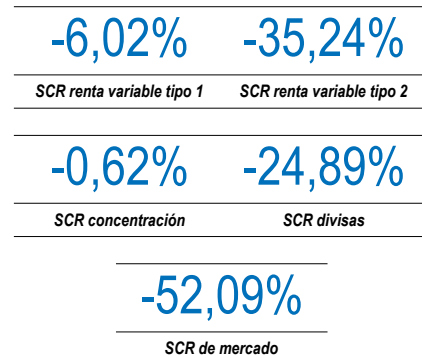 -6,02% -35,24%
SCR renta variable tipo 1 SCR renta variable tipo 2
-0,62% -24,89%
SCR concentración SCR divisas
-52,09%
SCR de mercado